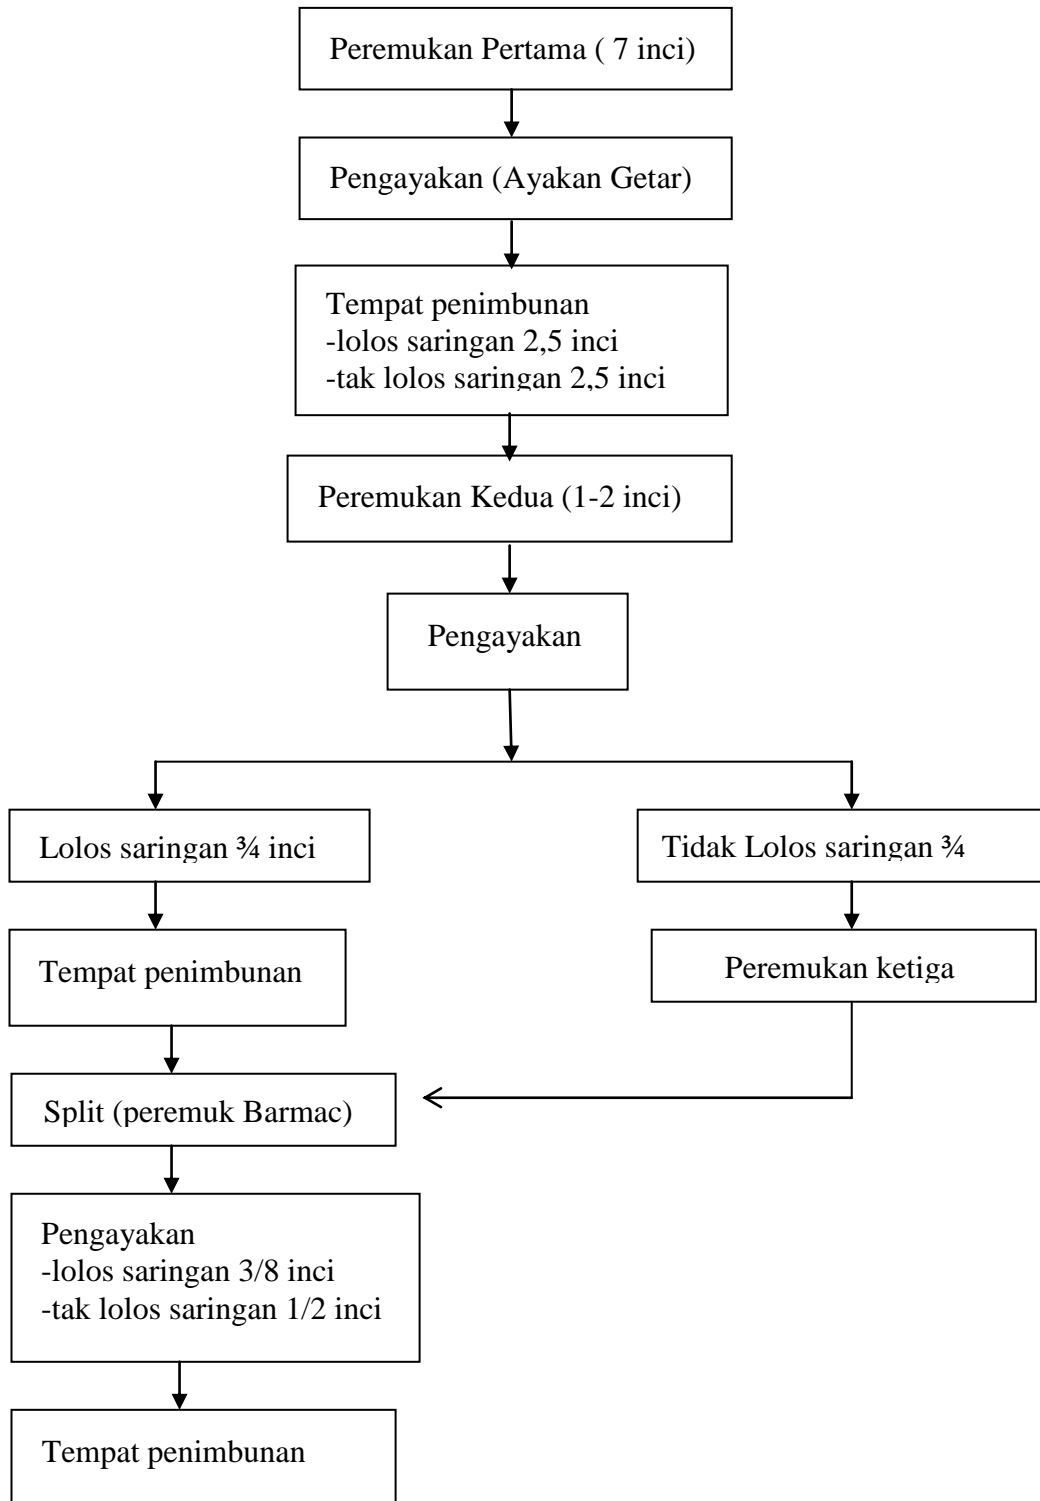 Peremukan Pertama ( 7 inci)
Pengayakan (Ayakan Getar)
Tempat penimbunan
-lolos saringan 2,5 inci
-tak lolos saringan 2,5 inci
Peremukan Kedua (1-2 inci)
Pengayakan
Lolos saringan ¾ inci
Tidak Lolos saringan ¾
Tempat penimbunan
Peremukan ketiga
Split (peremuk Barmac)
Pengayakan
-lolos saringan 3/8 inci
-tak lolos saringan 1/2 inci
Tempat penimbunan